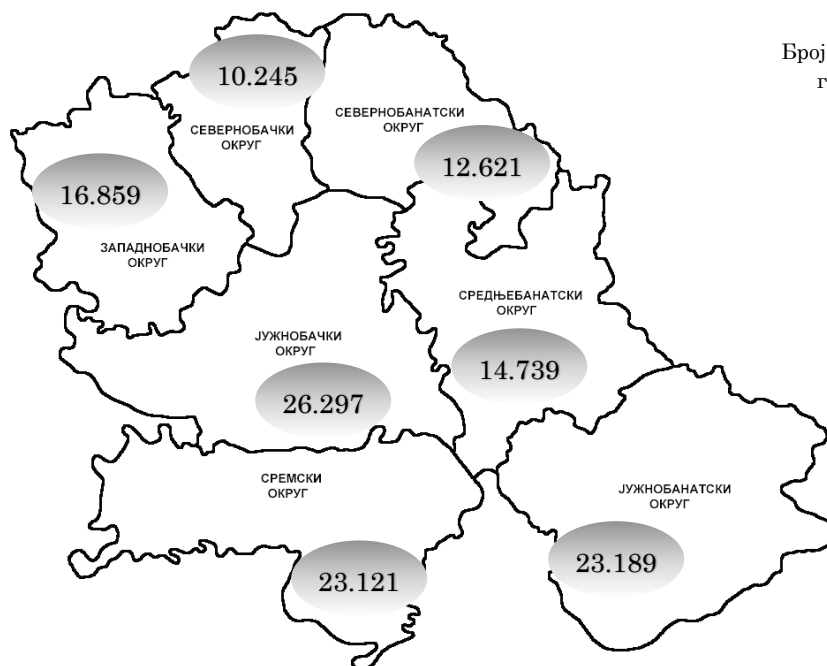 Број
г
10.245
СЕВЕРНОБАЧКИ
ОКРУГ
СЕВЕРНОБАНАТСКИ
ОКРУГ
12.621
16.859
ЗАПАДНОБАЧКИ
ОКРУГ
СРЕДЊЕБАНАТСКИ
ОКРУГ
14.739
ЈУЖНОБАЧКИ
ОКРУГ
26.297
СРЕМСКИ
ОКРУГ
23.121
ЈУЖНОБАНАТСКИ
ОКРУГ
23.189